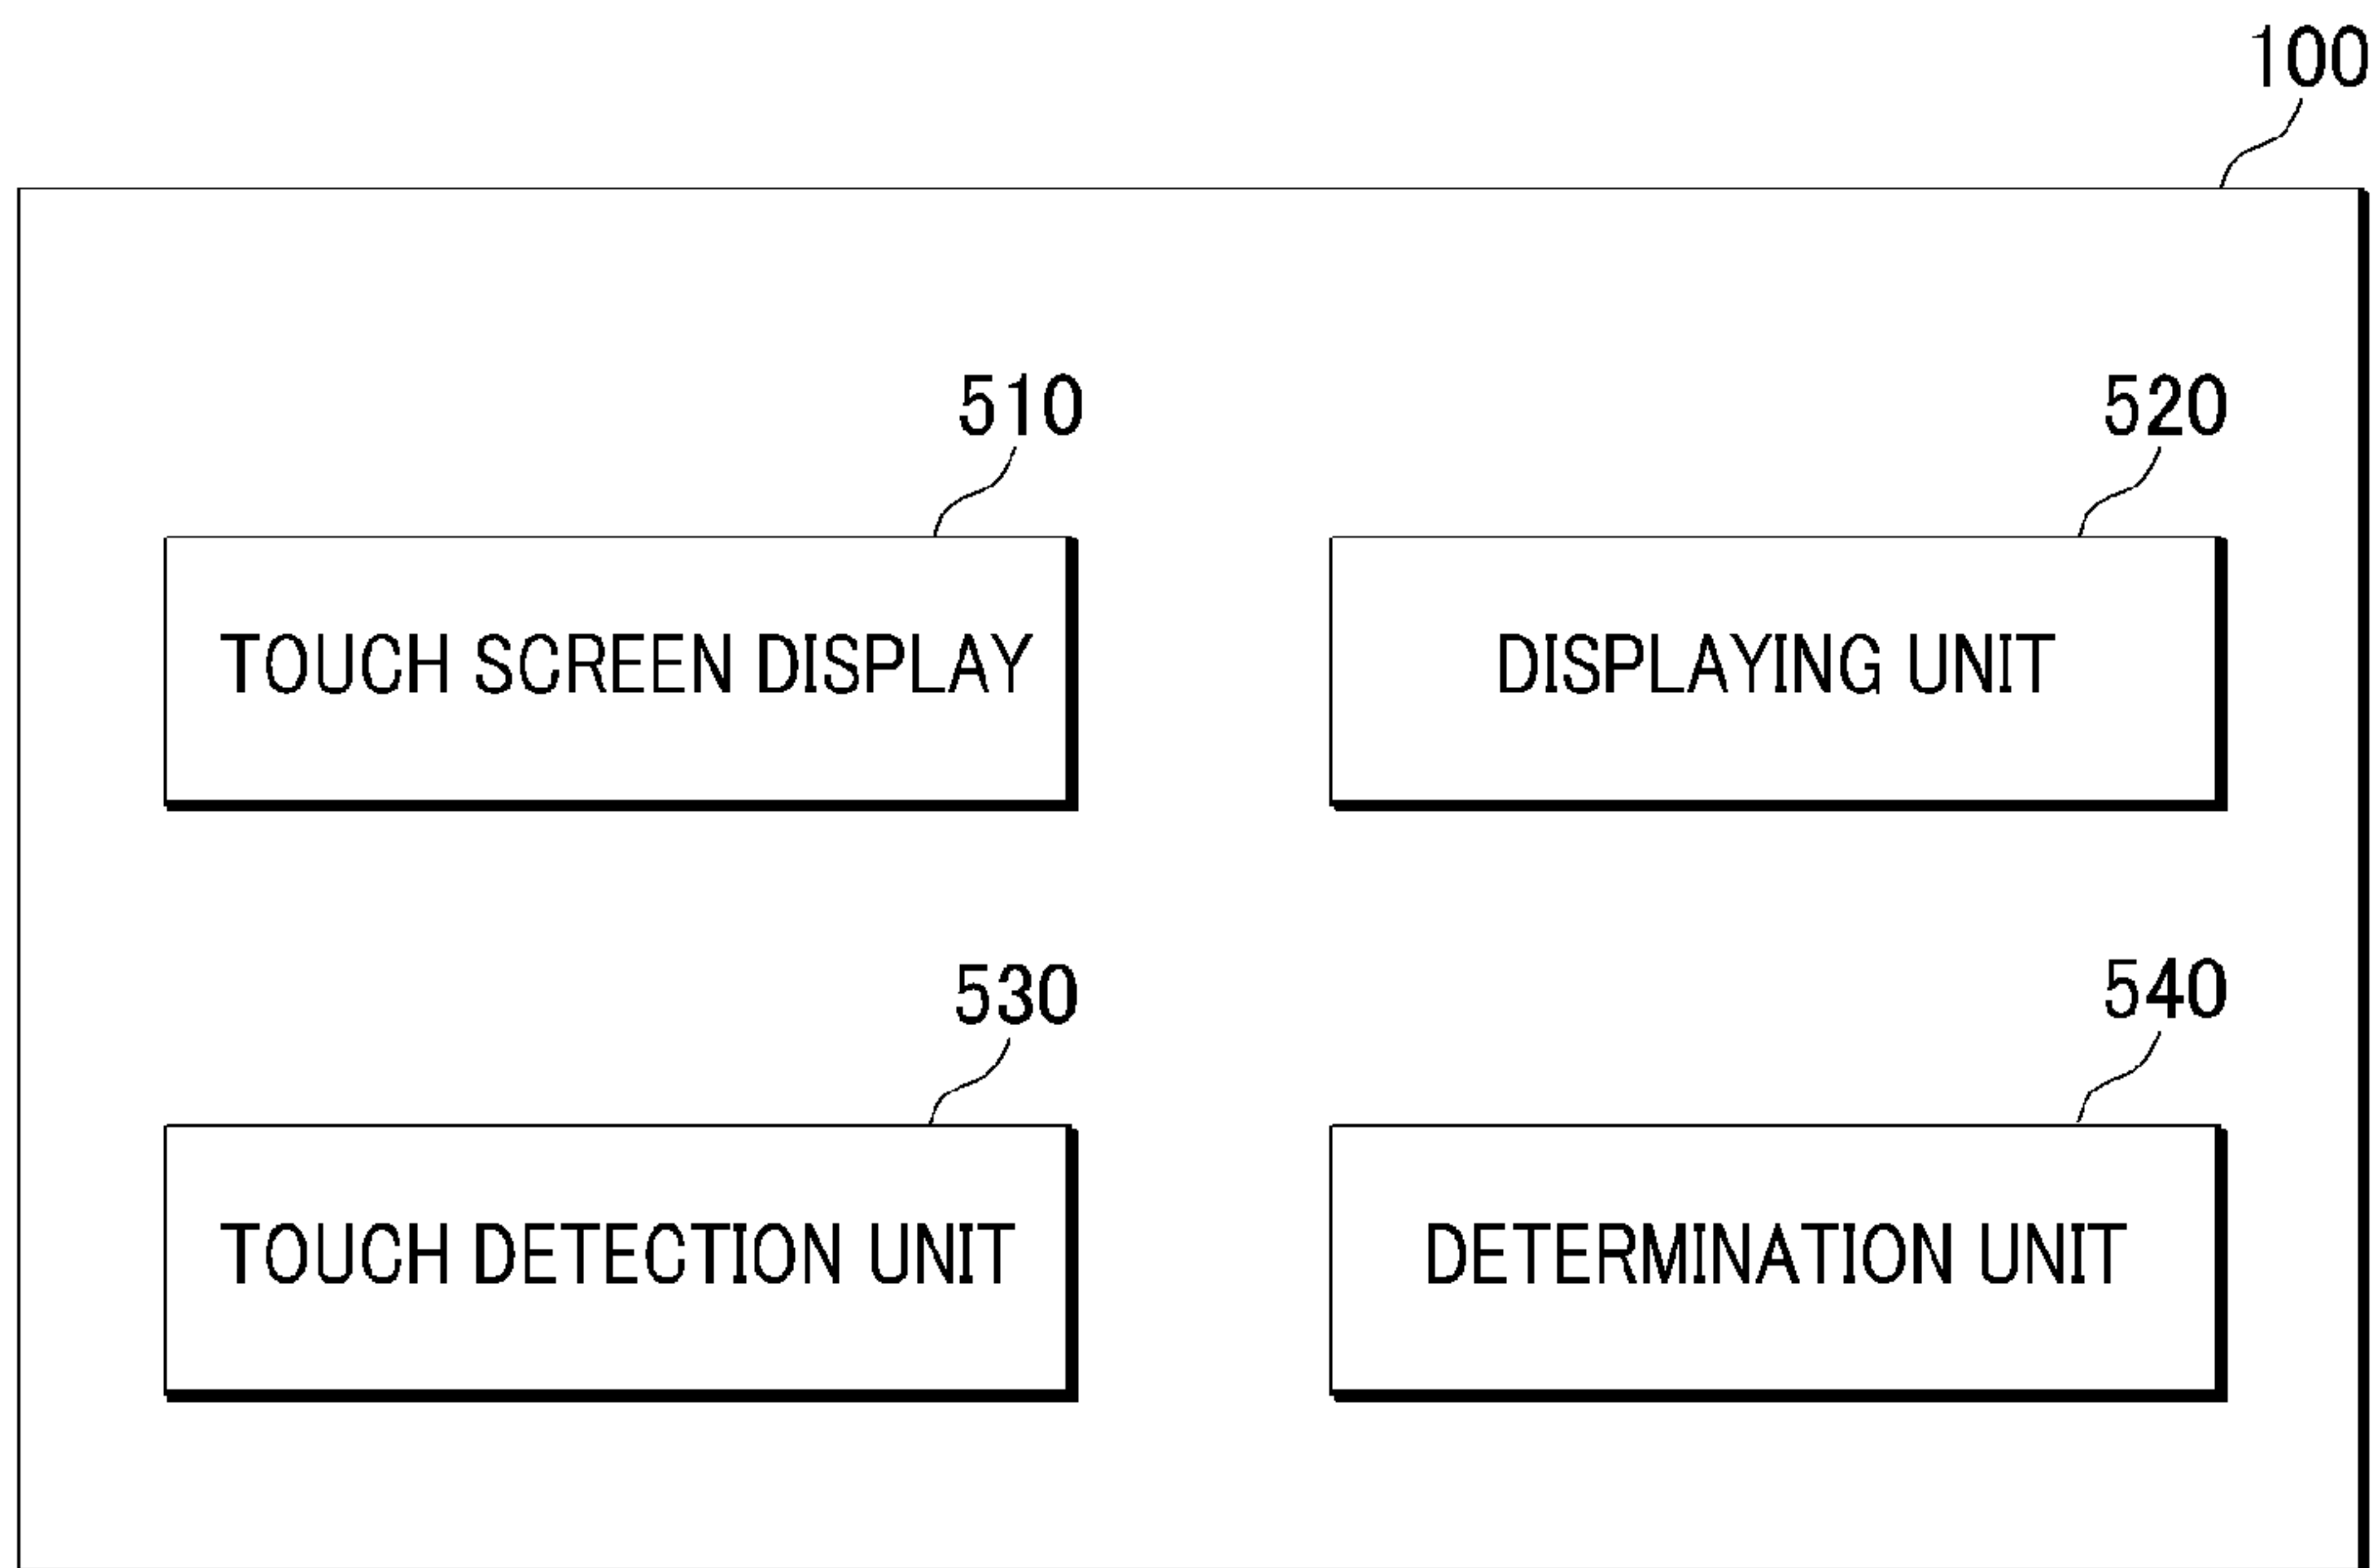 100
510
520
TOUCH SCREEN DISPLAY
DISPLAYING UNIT
530
540
TOUCH DETECTION UNIT
DETERMINATION UNIT